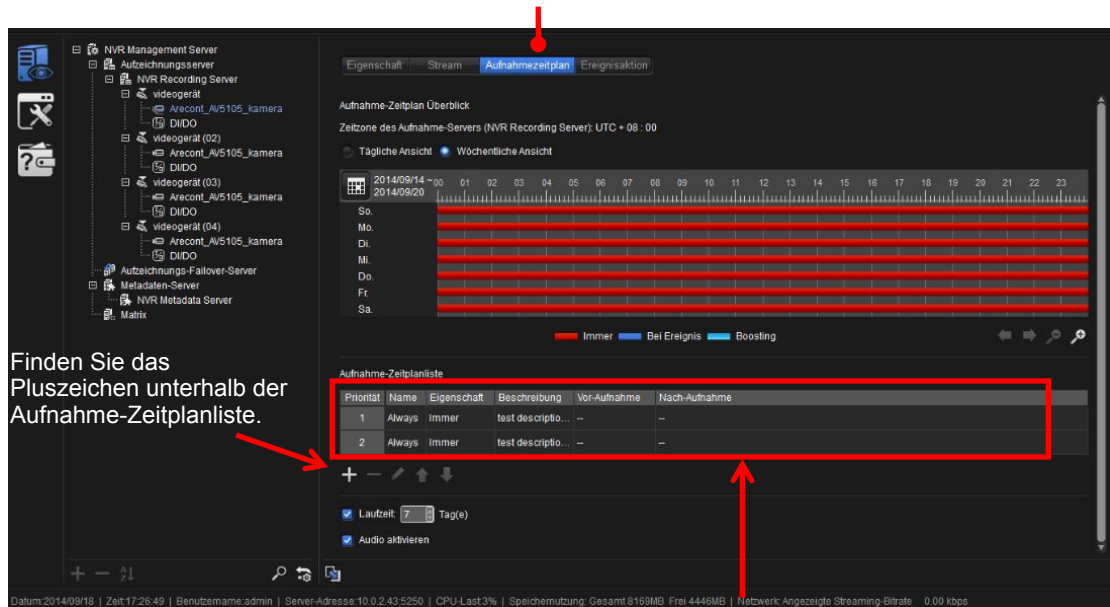 NVR Management Server
Aufzeichnungsserver
NVR Recording Server
videogerät
Arecont_AV5105_kamera
DI/DO
videogerät (02)
Arecont_AV5105_kamera
DI/DO
videogerät (03)
Arecont_AV5105_kamera
DI/DO
videogerät (04)
Arecont_AV5105_kamera
DI/DO
Aufzeichnungs-Failover-Server
Metadaten-Server
NVR Metadata Server
Matrix
Finden Sie das
Pluszeichen unterhalb der
Aufnahme-Zeitplanliste.
Eigenschaft Stream Aufnahmezeitplan Ereignisaktion
Aufnahme-Zeitplan Überblick
Zeitzone des Aufnahme-Servers (NVR Recording Server): UTC + 08 : 00
Tägliche Ansicht Wöchentliche Ansicht
2014/09/14 ~
2014/09/20
00 01 02 03 04 05 06 07 08 09 10 11 12 13 14 15 16 17 18 19 20 21 22 23
So.
Mo.
Di.
Mi.
Do.
Fr.
Sa.
Immer Bei Ereignis Boosting
Aufnahme-Zeitplanliste
Priorität Name Eigenschaft Beschreibung Vor-Aufnahme Nach-Aufnahme
1 Always Immer test descriptio... -- --
2 Always Immer test descriptio... -- --
Laufzeit: 7 Tag(e)
Audio aktivieren
Datum:2014/09/18 | Zeit:17:26:49 | Benutzername:admin | Server-Adresse:10.0.2.43:5250 | CPU-Last:3% | Speichernutzung: Gesamt 8169MB Frei 4446MB | Netzwerk: Angezeigte Streaming-Bitrate 0.00 kbps